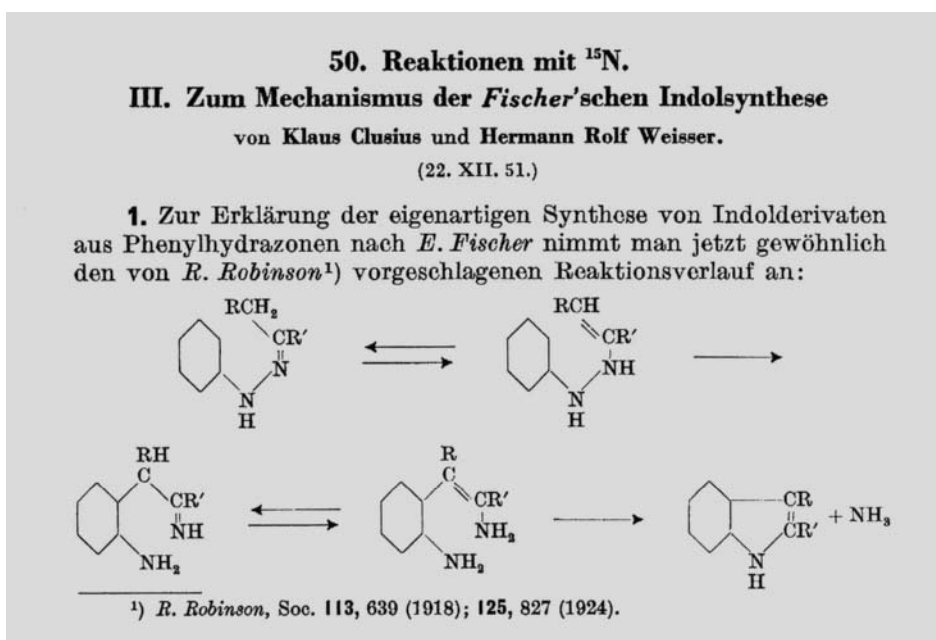 50. Reaktionen mit ¹⁵N.
III. Zum Mechanismus der Fischer'schen Indolsynthese
von Klaus Clusius und Hermann Rolf Weisser.
(22. XII. 51.)
1. Zur Erklärung der eigenartigen Synthese von Indolderivaten
aus Phenylhydrazonen nach E. Fischer nimmt man jetzt gewöhnlich
den von R. Robinson¹) vorgeschlagenen Reaktionsverlauf an:
RCH₂ RCH
CR′ CR′
N NH
N N
H H
RH R
C C CR
CR′ CR′ CR′ + NH₃
NH NH₂
NH₂ NH₂ N
H
¹) R. Robinson, Soc. 113, 639 (1918); 125, 827 (1924).